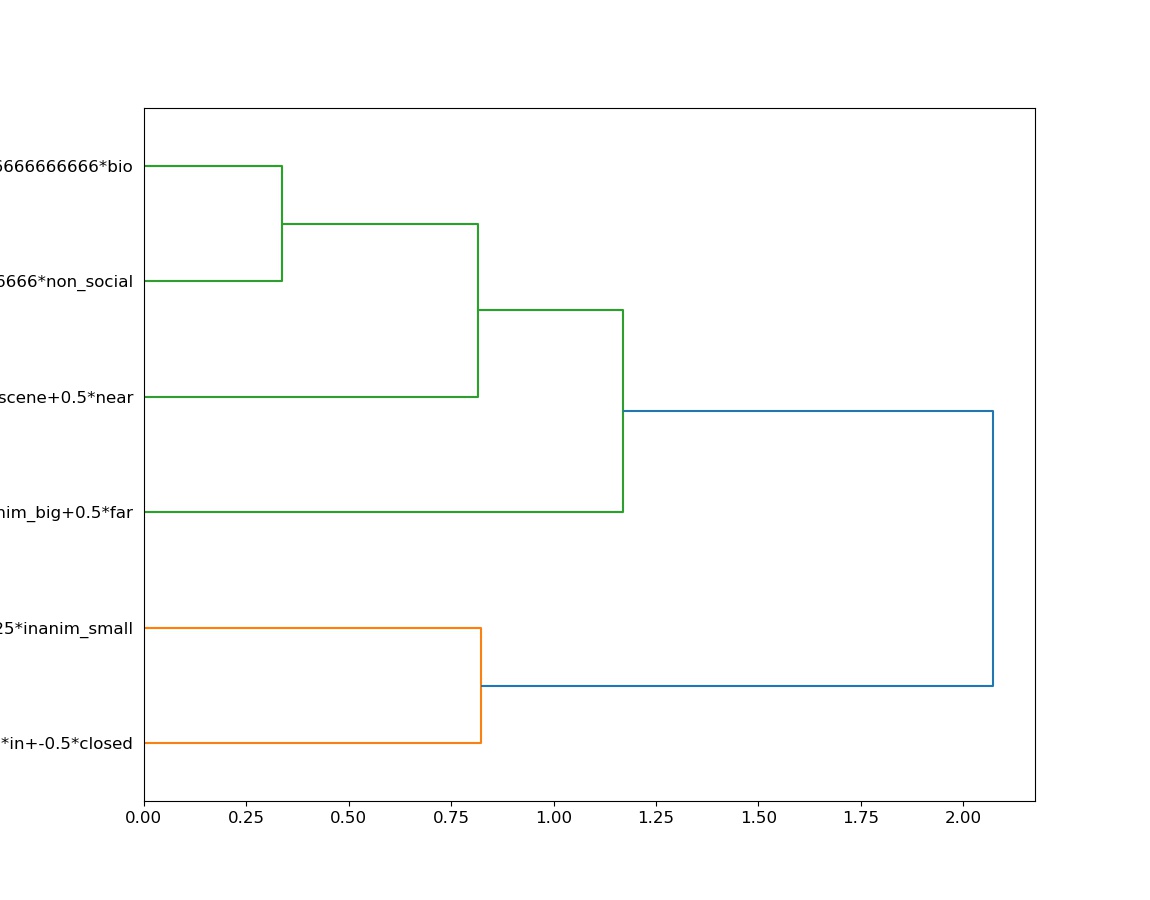 6666666666*bio
6666*non_social
scene+0.5*near
nim_big+0.5*far
25*inanim_small
*in+-0.5*closed
0.00 0.25 0.50 0.75 1.00 1.25 1.50 1.75 2.00